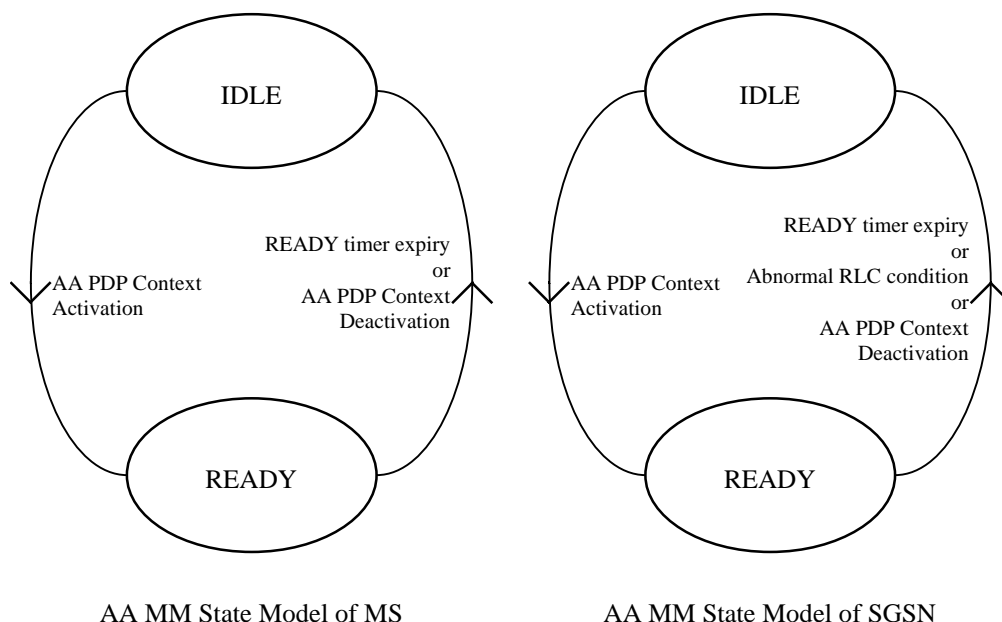 IDLE
AA PDP Context
Activation
READY timer expiry
or
AA PDP Context
Deactivation
READY
AA MM State Model of MS
IDLE
AA PDP Context
Activation
READY timer expiry
or
Abnormal RLC condition
or
AA PDP Context
Deactivation
READY
AA MM State Model of SGSN